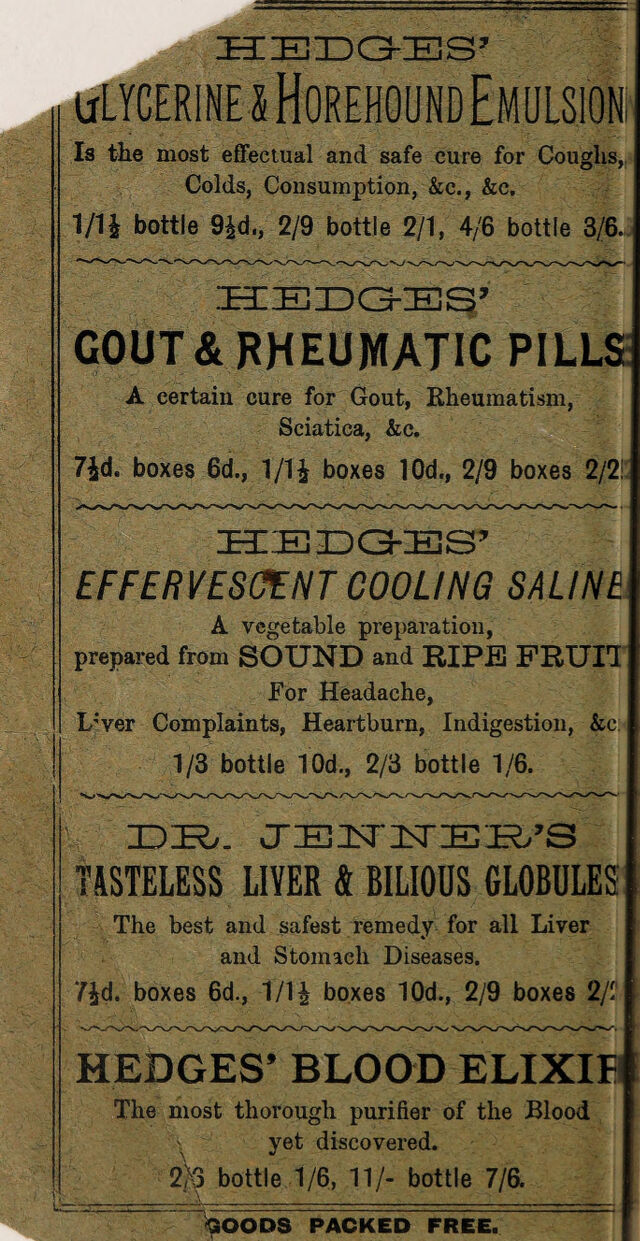 HEDGES'
GLYCERINE & HOREHOUND EMULSION
Is the most effectual and safe cure for Coughs,
Colds, Consumption, &c., &c.
1/1½ bottle 9½d., 2/9 bottle 2/1, 4/6 bottle 3/6.
HEDGES'
GOUT & RHEUMATIC PILLS
A certain cure for Gout, Rheumatism,
Sciatica, &c.
7½d. boxes 6d., 1/1½ boxes 10d., 2/9 boxes 2/2
HEDGES'
EFFERVESCENT COOLING SALINE
A vegetable preparation,
prepared from SOUND and RIPE FRUIT
For Headache,
Liver Complaints, Heartburn, Indigestion, &c
1/3 bottle 10d., 2/3 bottle 1/6.
DR. JENNER'S
TASTELESS LIVER & BILIOUS GLOBULES
The best and safest remedy for all Liver
and Stomach Diseases.
7½d. boxes 6d., 1/1½ boxes 10d., 2/9 boxes 2/
HEDGES' BLOOD ELIXIR
The most thorough purifier of the Blood
yet discovered.
bottle 1/6, 11/- bottle 7/6.
GOODS PACKED FREE.